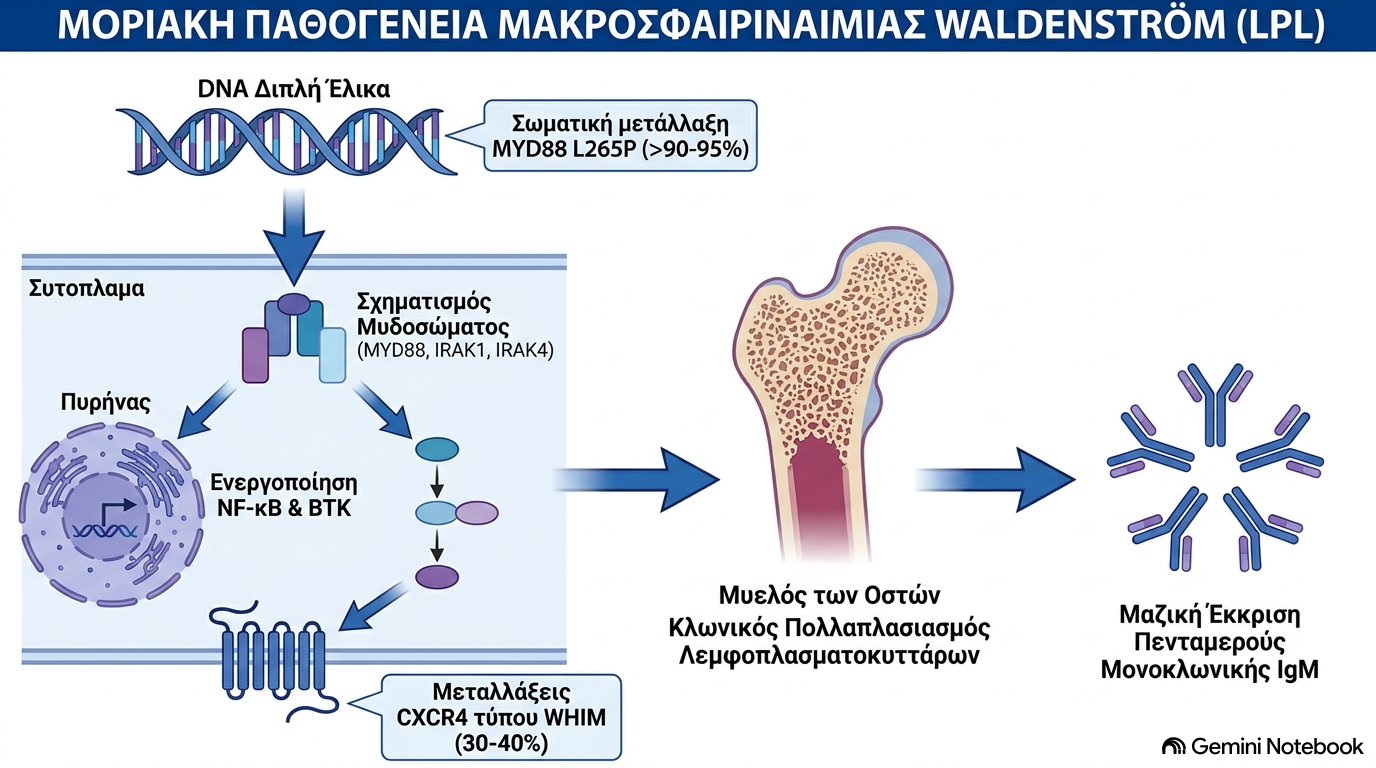 ΜΟΡΙΑΚΗ ΠΑΘΟΓΕΝΕΙΑ ΜΑΚΡΟΣΦΑΙΡΙΝΑΙΜΙΑΣ WALDENSTRÖM (LPL)
DNA Διπλή Έλικα
Σωματική μετάλλαξη
MYD88 L265P (>90-95%)
Συτοπλαμα
Σχηματισμός
Μυδοσώματος
(MYD88, IRAK1, IRAK4)
Πυρήνας
Ενεργοποίηση
NF-κB & BTK
Μεταλλάξεις
CXCR4 τύπου WHIM
(30-40%)
Μυελός των Οστών
Κλωνικός Πολλαπλασιασμός
Λεμφοπλασματοκυττάρων
Μαζική Έκκριση
Πενταμερούς
Μονοκλωνικής IgM
Gemini Notebook